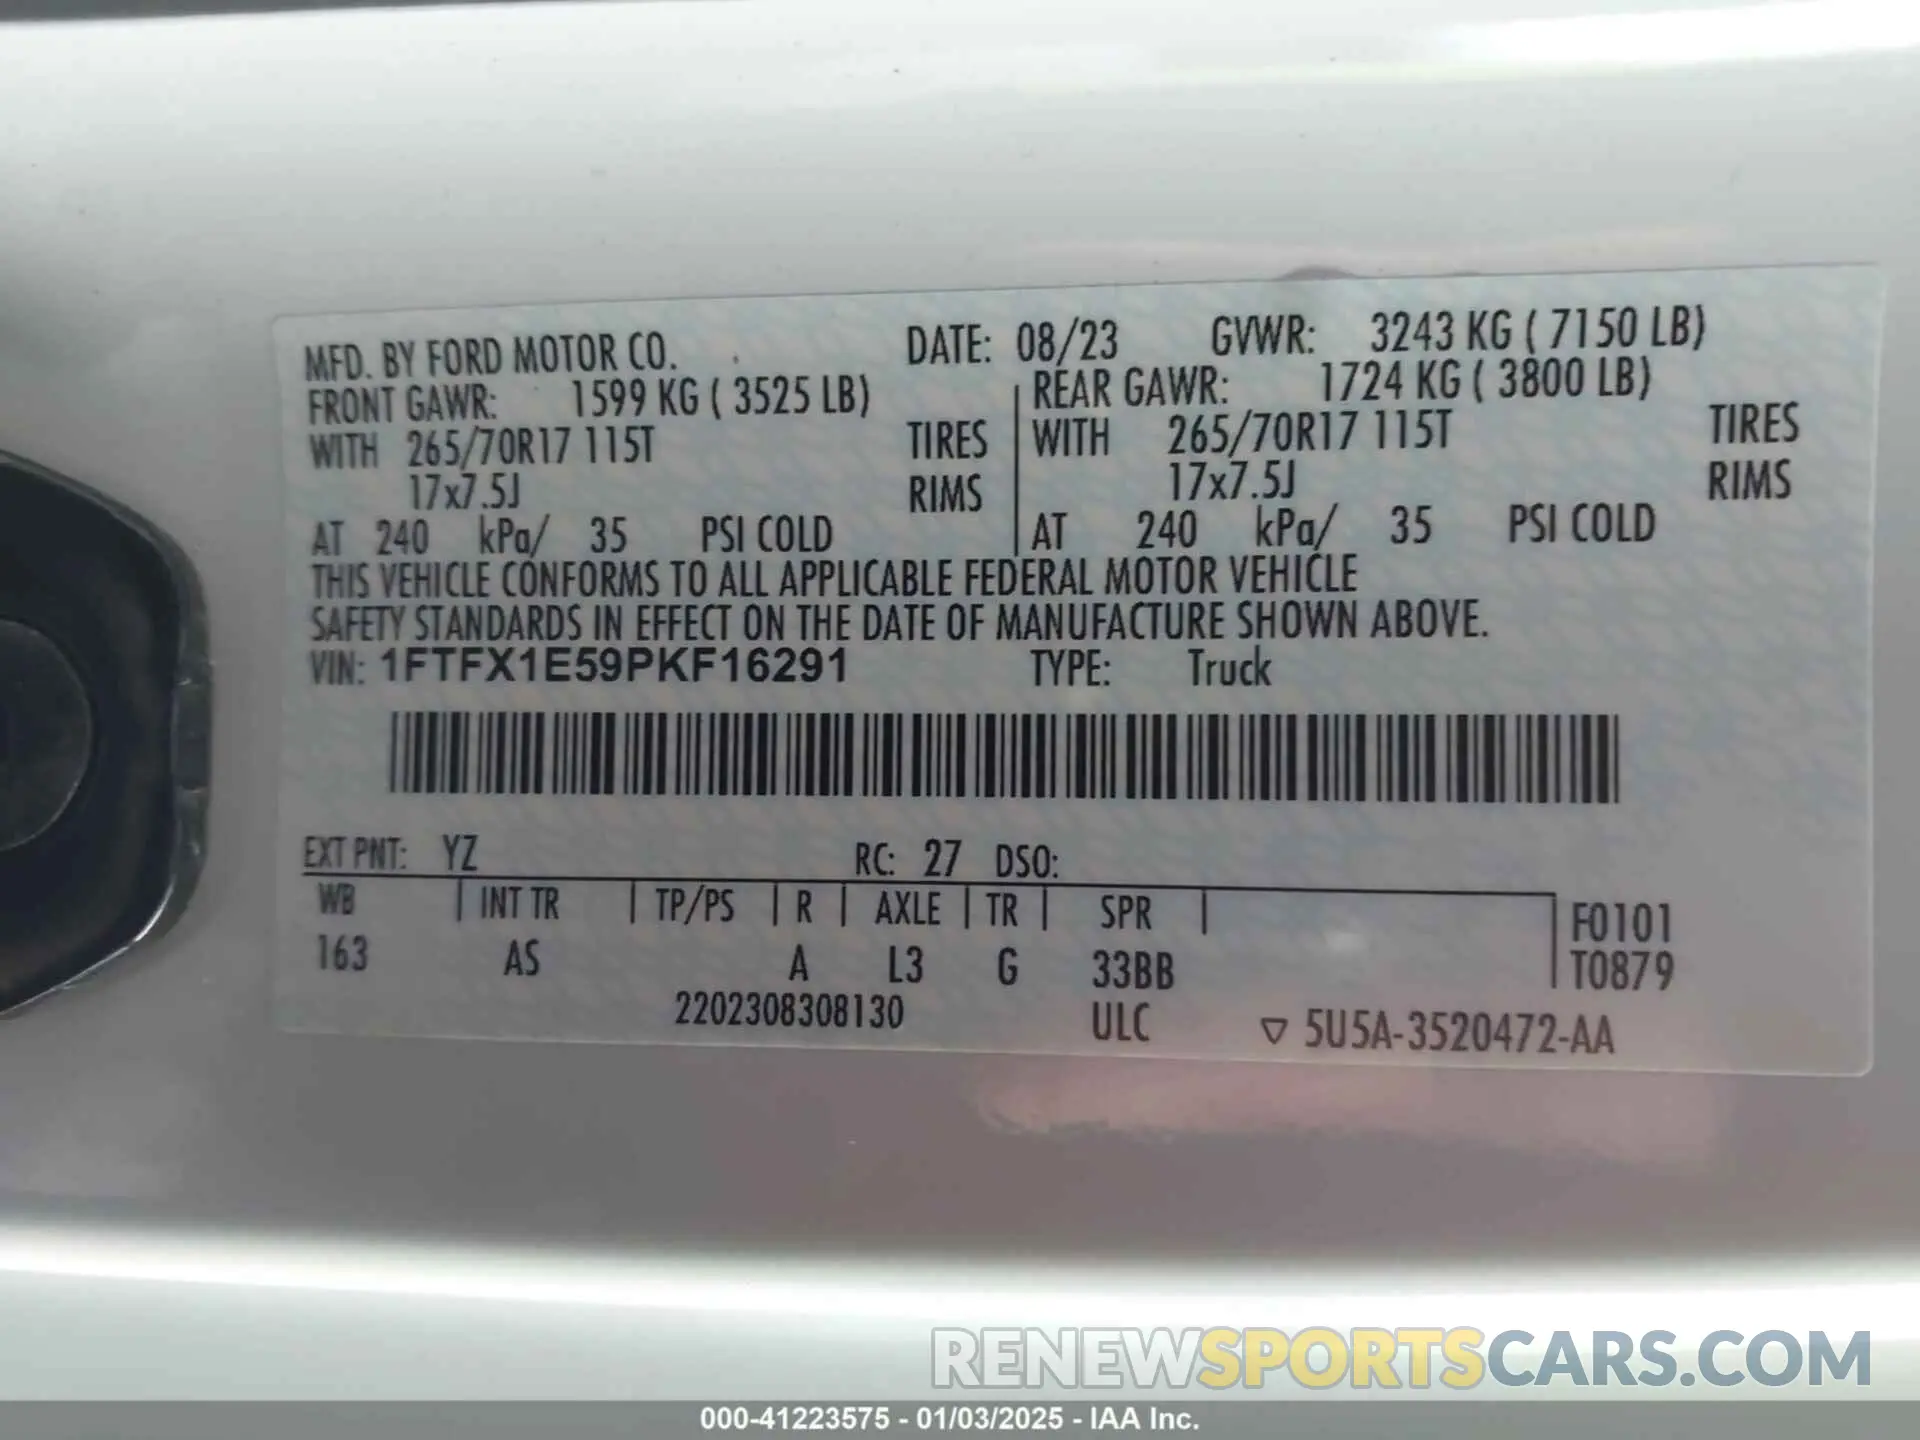 MFD. BY FORD MOTOR CO. DATE: 08/23 GVWR: 3243 KG ( 7150 LB)
FRONT GAWR: 1599 KG ( 3525 LB) REAR GAWR: 1724 KG ( 3800 LB)
WITH 265/70R17 115T TIRES WITH 265/70R17 115T TIRES
17x7.5J RIMS 17x7.5J RIMS
AT 240 kPa/ 35 PSI COLD AT 240 kPa/ 35 PSI COLD
THIS VEHICLE CONFORMS TO ALL APPLICABLE FEDERAL MOTOR VEHICLE
SAFETY STANDARDS IN EFFECT ON THE DATE OF MANUFACTURE SHOWN ABOVE.
VIN: 1FTFX1E59PKF16291 TYPE: Truck
EXT PNT: YZ RC: 27 DSO:
WB | INT TR | TP/PS | R | AXLE | TR | SPR | F0101
163 AS A L3 G 33BB T0879
2202308308130 ULC ▽ 5U5A-3520472-AA
RENEWSPORTSCARS.COM
000-41223575 - 01/03/2025 - IAA Inc.